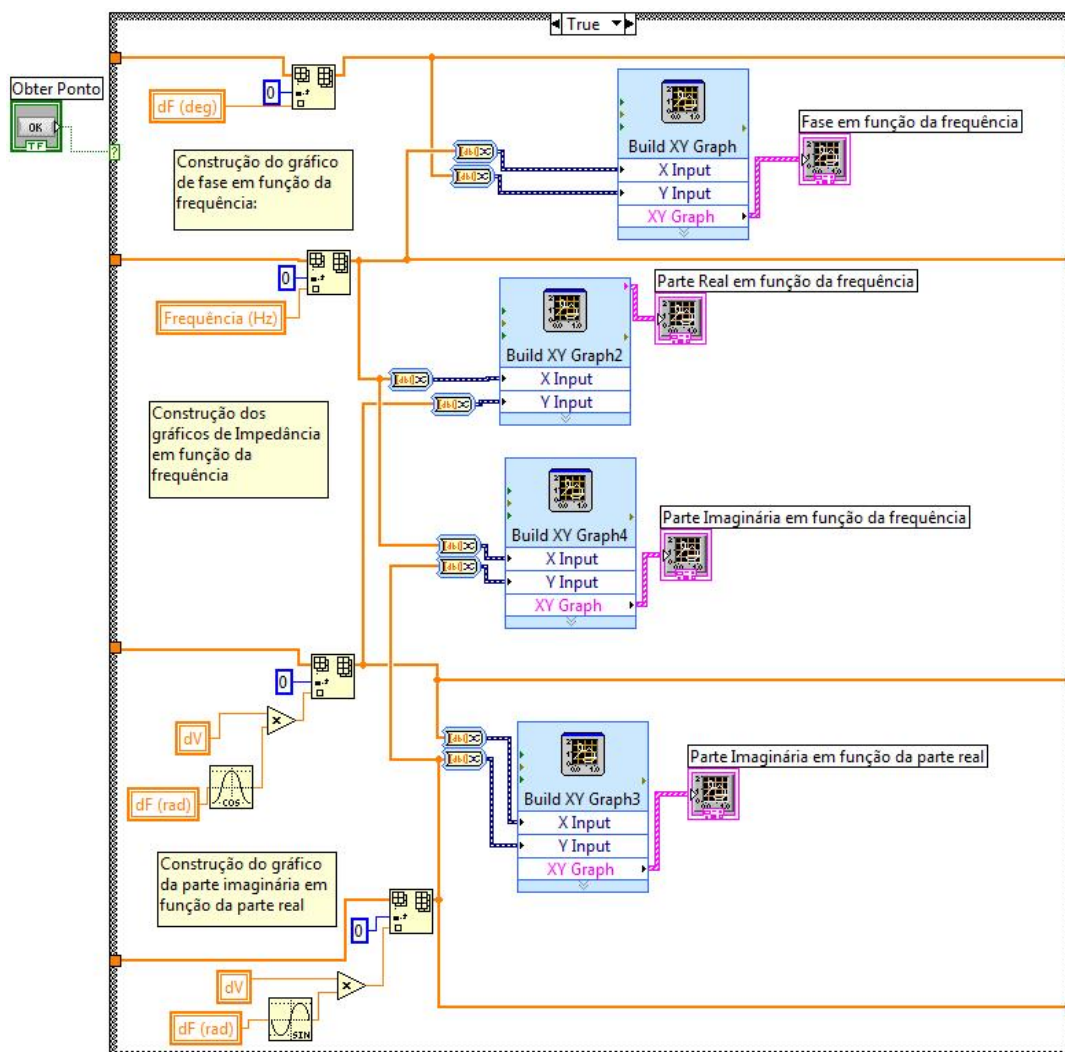 True
Obter Ponto
OK
TF
?
0
dF (deg)
Construção do gráfico
de fase em função da
frequência:
Build XY Graph
X Input
Y Input
XY Graph
Fase em função da frequência
0
Frequência (Hz)
Parte Real em função da frequência
Build XY Graph2
X Input
Y Input
Construção dos
gráficos de Impedância
em função da
frequência
Build XY Graph4
X Input
Y Input
XY Graph
Parte Imaginária em função da frequência
0
dV
dF (rad)
COS
Build XY Graph3
X Input
Y Input
XY Graph
Parte Imaginária em função da parte real
Construção do gráfico
da parte imaginária em
função da parte real
0
dV
dF (rad)
SIN